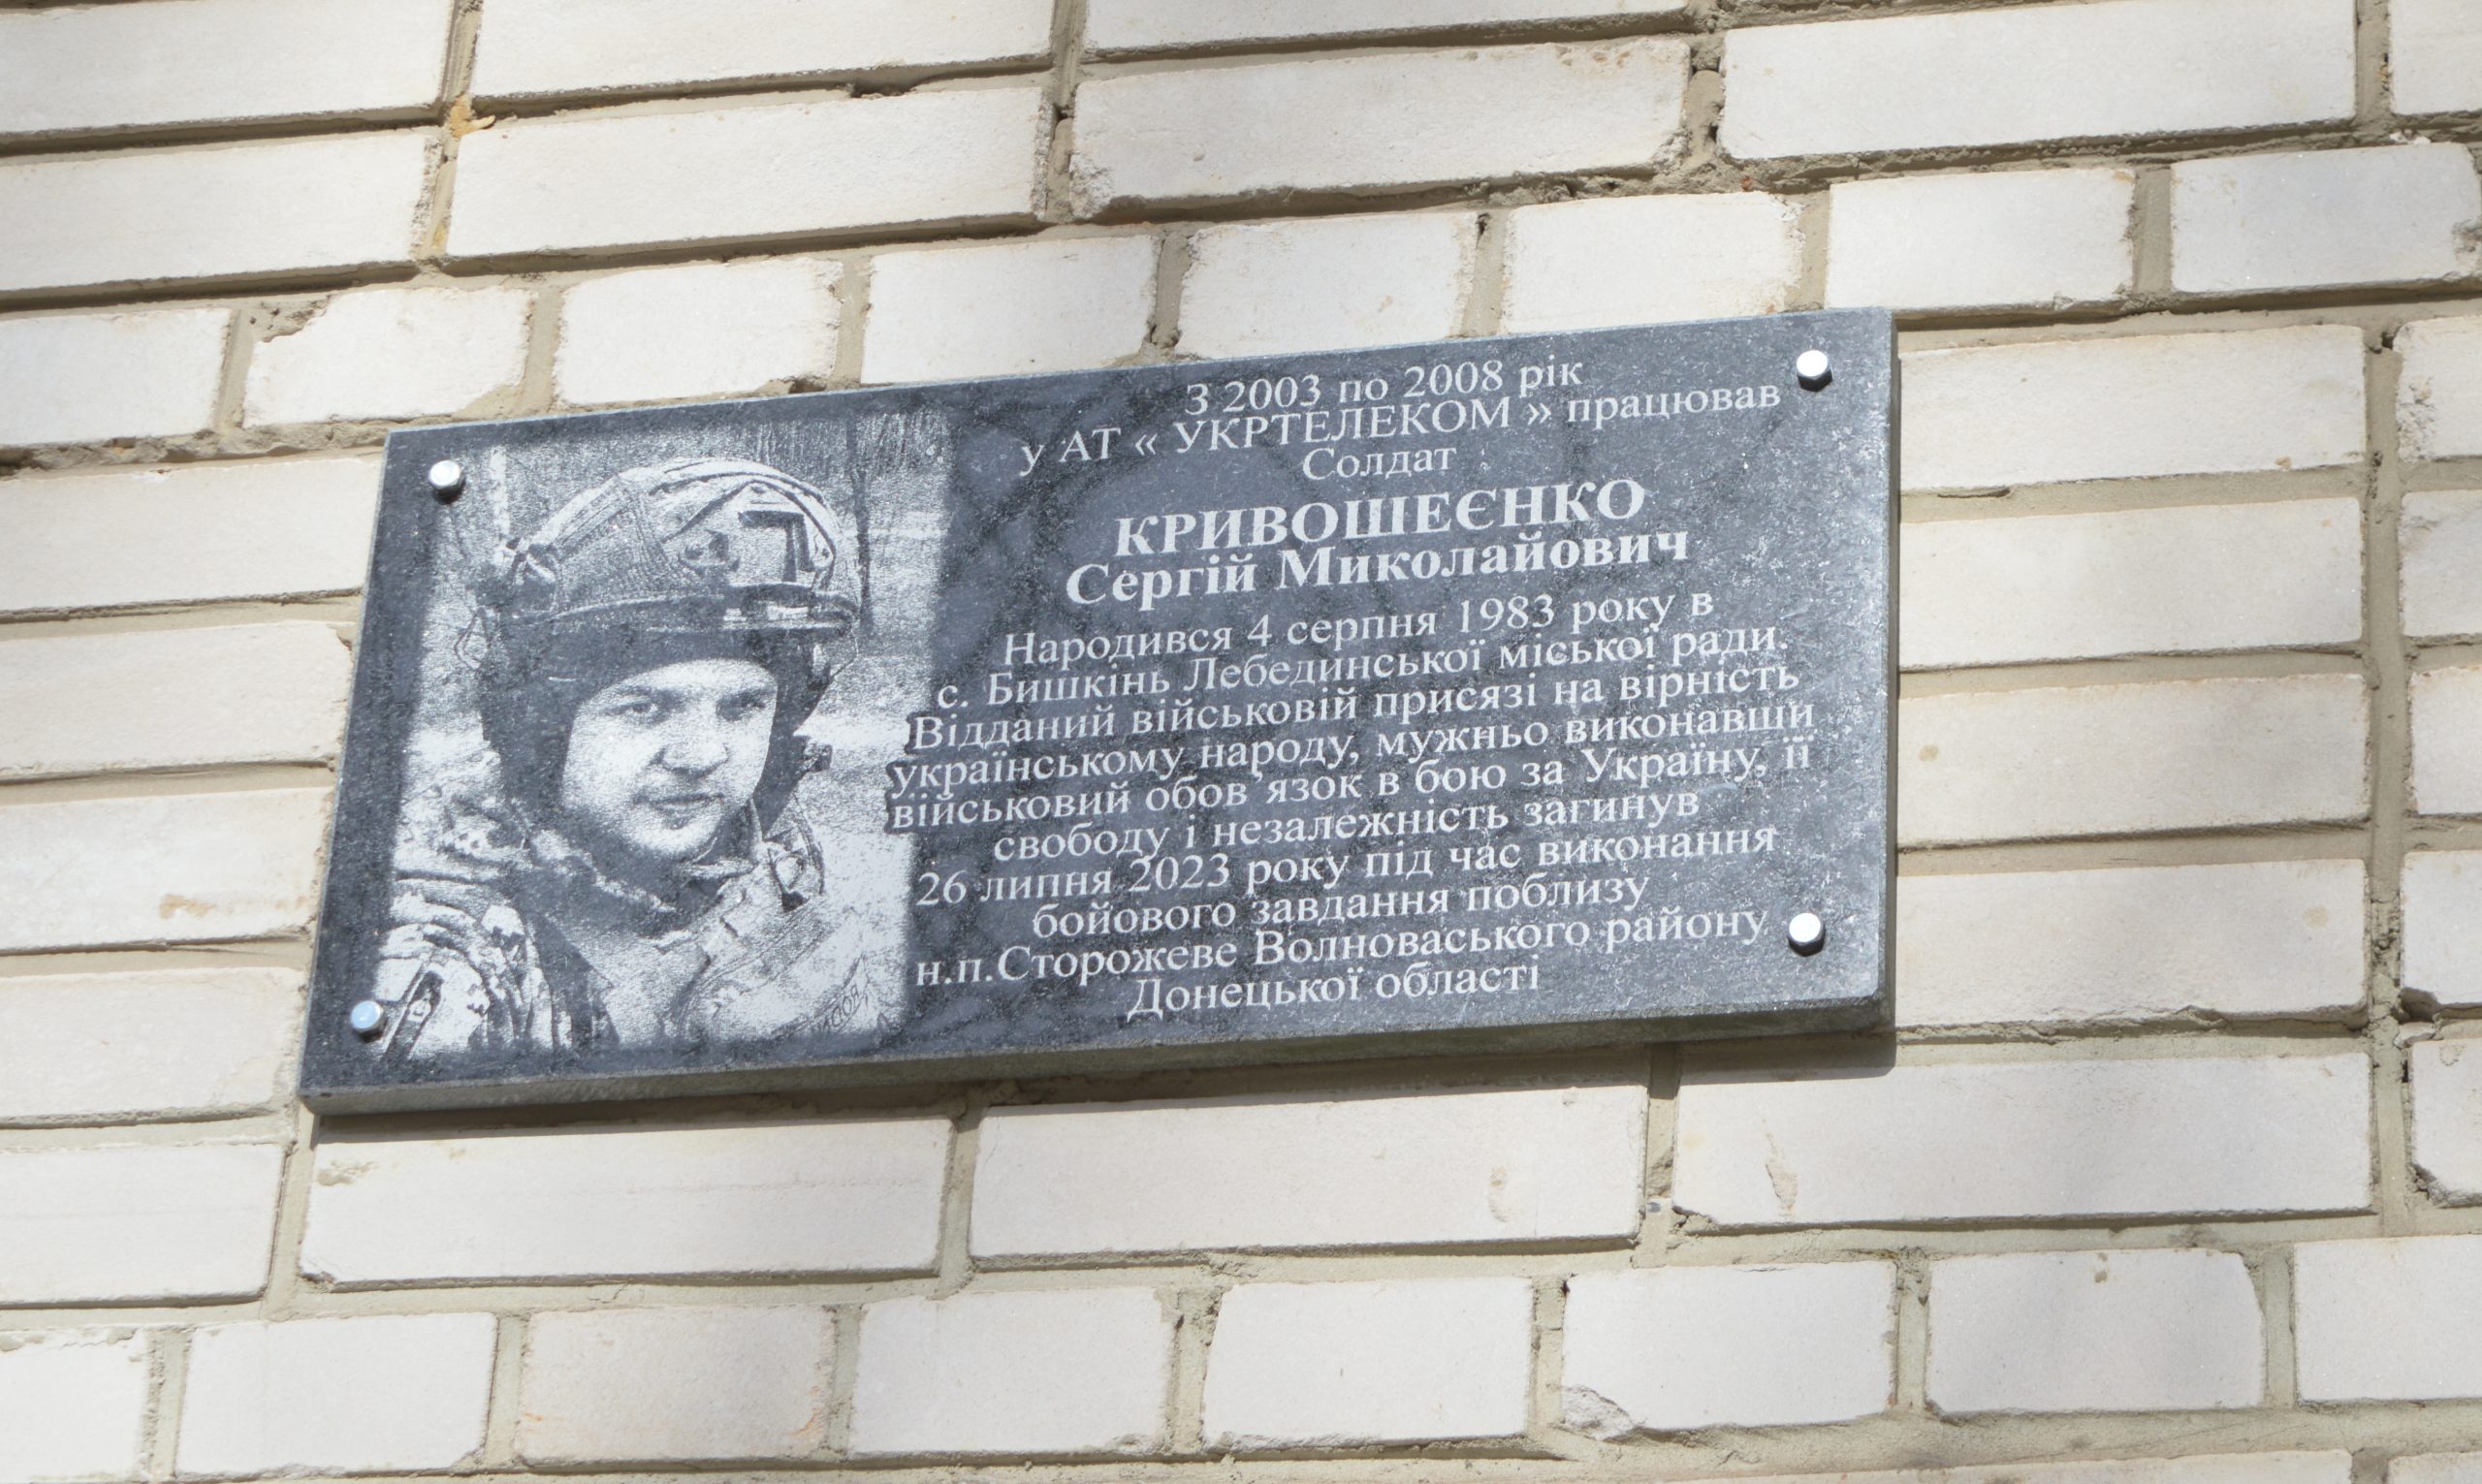 З 2003 по 2008 рік
у АТ « УКРТЕЛЕКОМ » працював
Солдат
КРИВОШЕЄНКО
Сергій Миколайович
Народився 4 серпня 1983 року в
с. Бишкінь Лебединської міської ради.
Відданий військовій присязі на вірність
українському народу, мужньо виконавши
військовий обов'язок в бою за Україну, її
свободу і незалежність загинув
26 липня 2023 року під час виконання
бойового завдання поблизу
н.п.Сторожеве Волноваського району
Донецької області